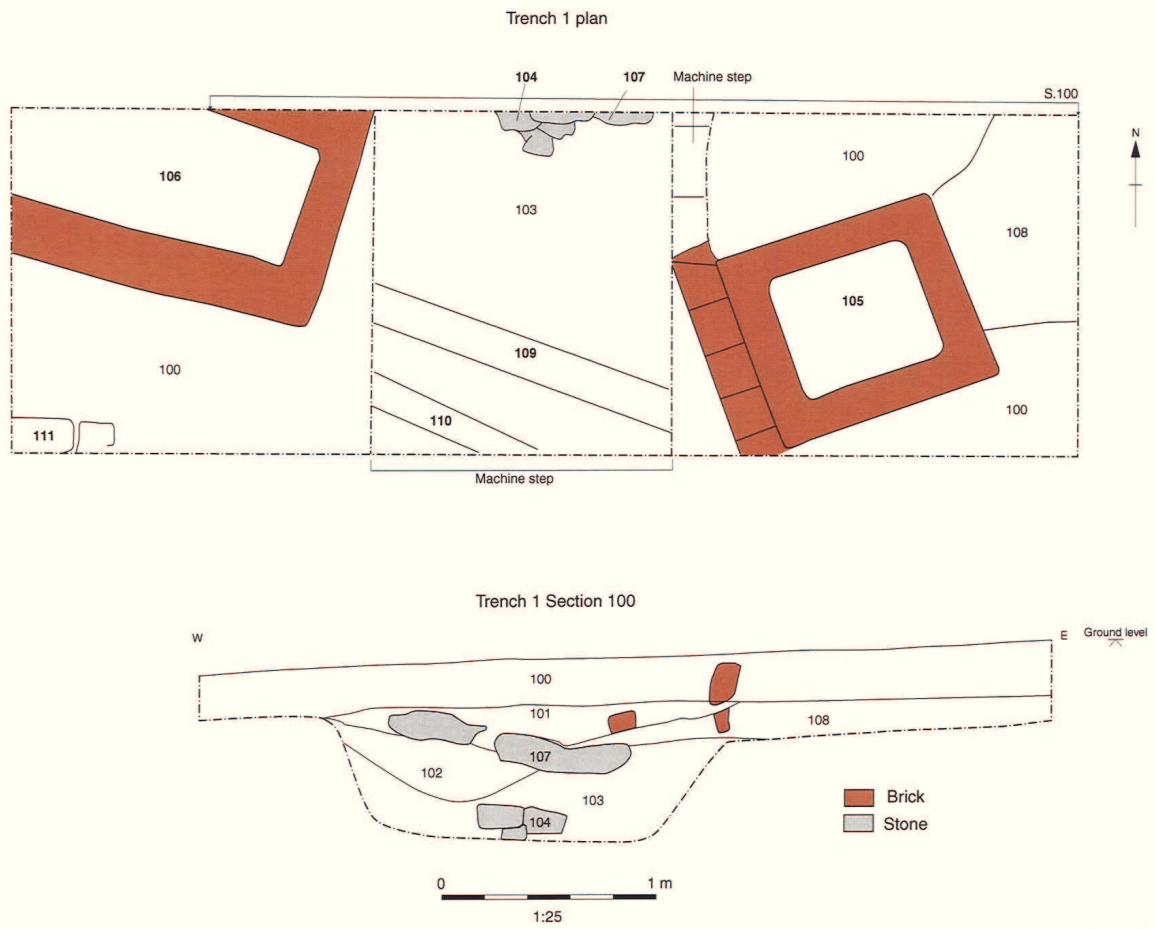 Trench 1 plan
104
107
Machine step
S.100
N
106
103
100
108
105
109
100
110
111
100
Machine step
Trench 1 Section 100
W
E
Ground level
100
101
108
107
102
103
104
Brick
Stone
0
1 m
1:25